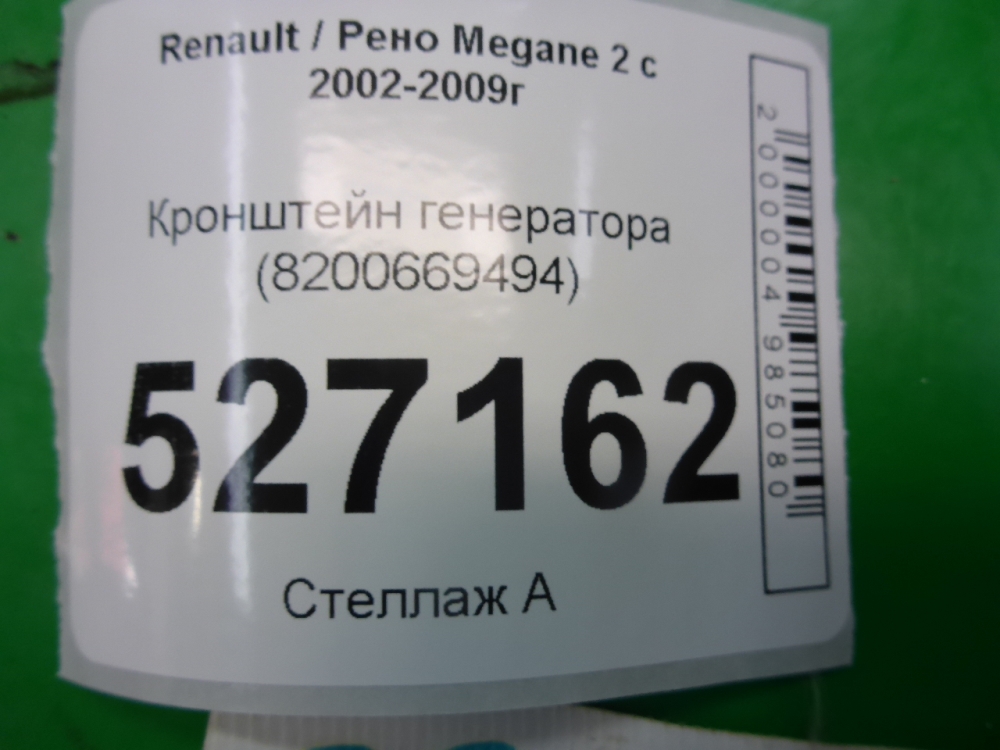 Renault / Рено Megane 2 с
2002-2009г
Кронштейн генератора
(8200669494)
527162
Стеллаж А
2000004985080